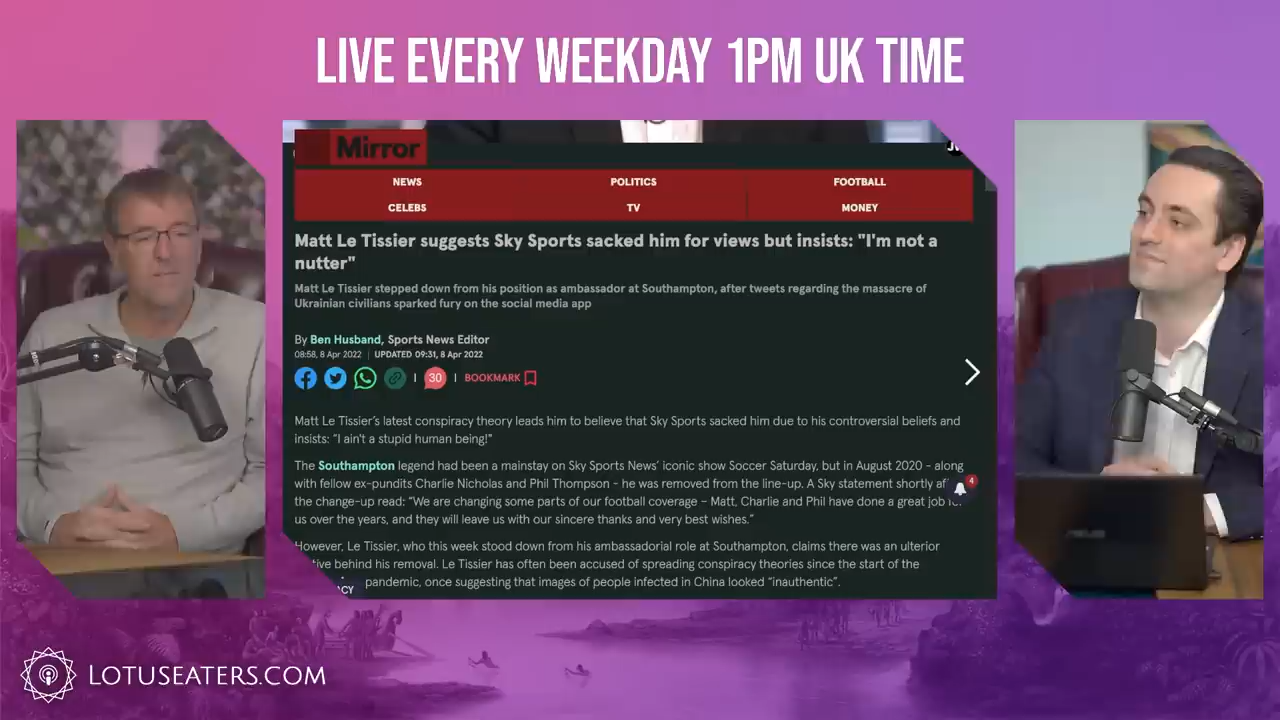 LIVE EVERY WEEKDAY 1PM UK TIME
Mirror
NEWS
POLITICS
FOOTBALL
CELEBS
TV
MONEY
Matt Le Tissier suggests Sky Sports sacked him for views but insists: "I'm not a
nutter"
Matt Le Tissier stepped down from his position as ambassador at Southampton, after tweets regarding the massacre of
Ukrainian civilians sparked fury on the social media app
By Ben Husband, Sports News Editor
08:58, 8 Apr 2022 | UPDATED 09:31, 8 Apr 2022
30 | BOOKMARK
Matt Le Tissier's latest conspiracy theory leads him to believe that Sky Sports sacked him due to his controversial beliefs and
insists: "I ain't a stupid human being!"
The Southampton legend had been a mainstay on Sky Sports News' iconic show Soccer Saturday, but in August 2020 - along
with fellow ex-pundits Charlie Nicholas and Phil Thompson - he was removed from the line-up. A Sky statement shortly
4
the change-up read: "We are changing some parts of our football coverage – Matt, Charlie and Phil have done a great job
us over the years, and they will leave us with our sincere thanks and very best wishes."
However, Le Tissier, who this week stood down from his ambassadorial role at Southampton, claims there was an ulterior
behind his removal. Le Tissier has often been accused of spreading conspiracy theories since the start of the
pandemic, once suggesting that images of people infected in China looked "inauthentic".
LOTUSEATERS.COM